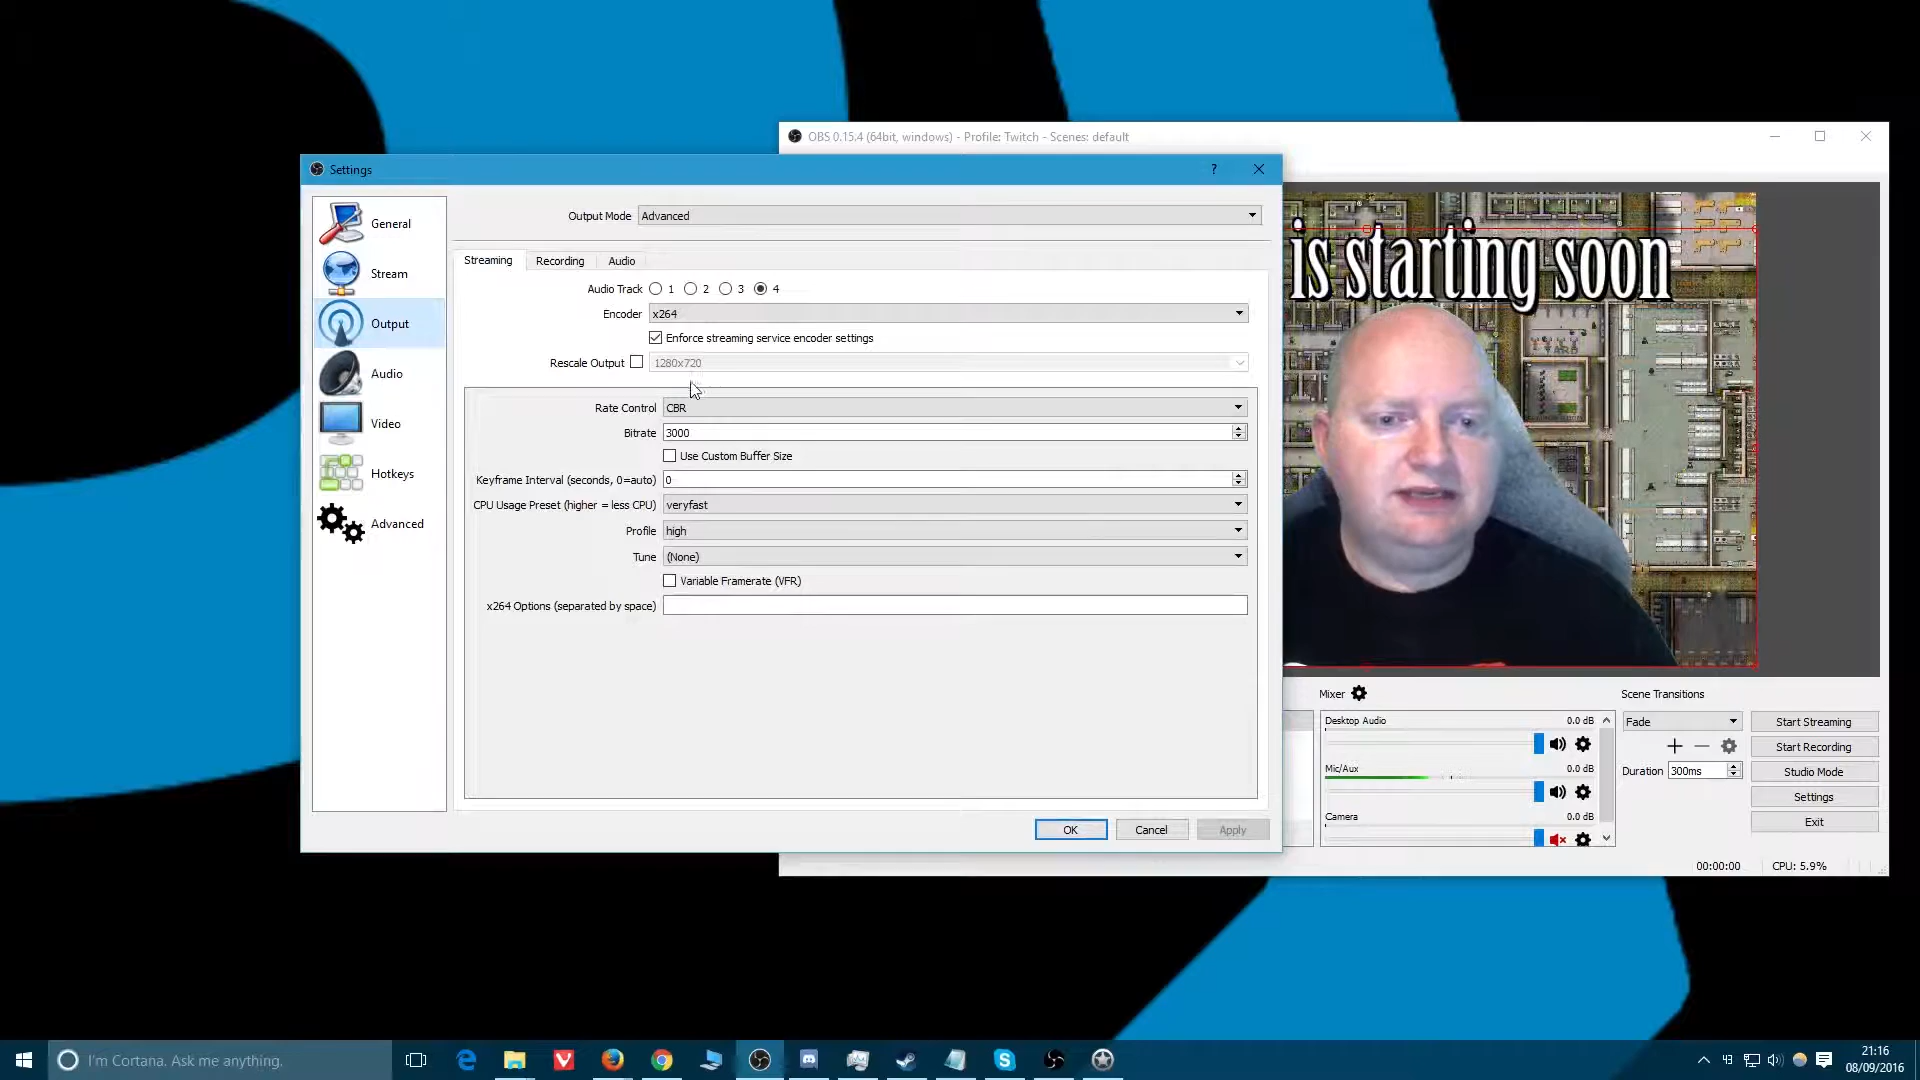 OBS 0.15.4 (64bit, windows) - Profile: Twitch - Scenes: default
Settings
?
General
Stream
Output
Audio
Video
Hotkeys
Advanced
Output Mode Advanced
Streaming Recording Audio
Audio Track 1 2 3 4
Encoder x264
Enforce streaming service encoder settings
Rescale Output 1280x720
Rate Control CBR
Bitrate 3000
Use Custom Buffer Size
Keyframe Interval (seconds, 0=auto) 0
CPU Usage Preset (higher = less CPU) veryfast
Profile high
Tune (None)
Variable Framerate (VFR)
x264 Options (separated by space)
OK Cancel Apply
is starting soon
YARD
Mixer
Desktop Audio 0.0 dB
Mic/Aux 0.0 dB
Camera 0.0 dB
Scene Transitions
Fade
Duration 300ms
Start Streaming
Start Recording
Studio Mode
Settings
Exit
00:00:00 CPU: 5.9%
I'm Cortana. Ask me anything.
43
21:16
08/09/2016